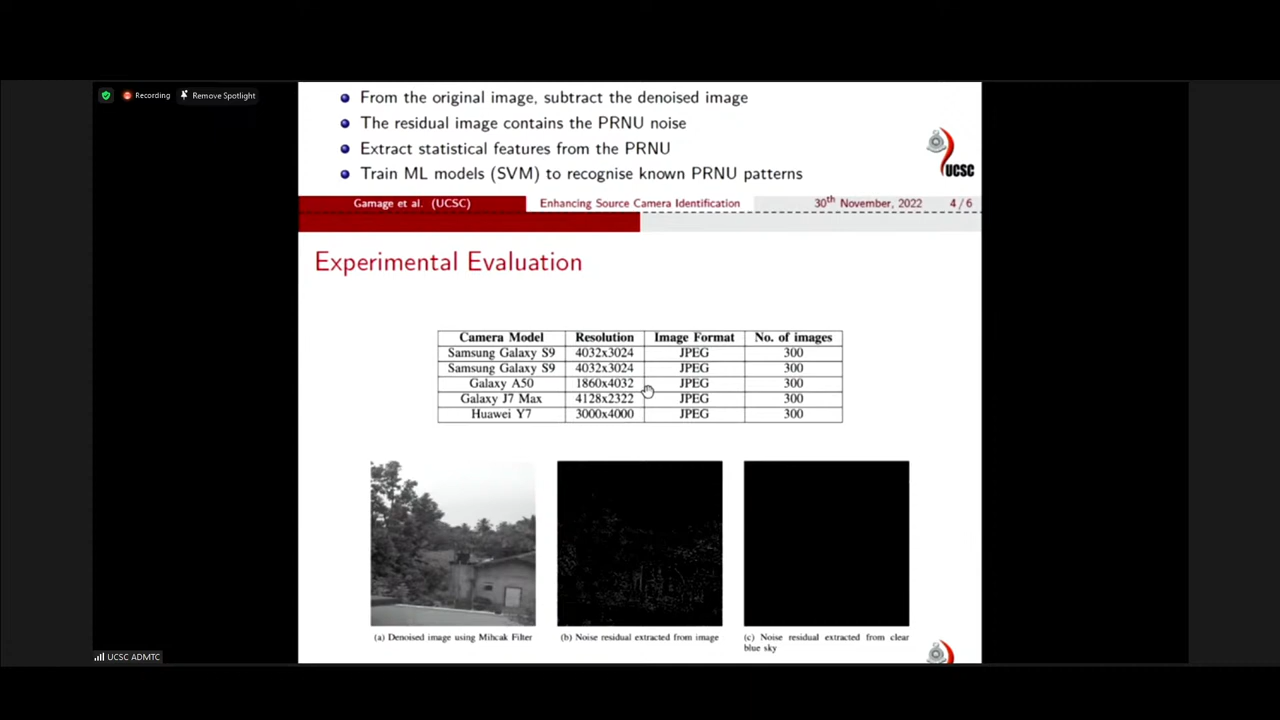 Recording Remove Spotlight
From the original image, subtract the denoised image
The residual image contains the PRNU noise
Extract statistical features from the PRNU
Train ML models (SVM) to recognise known PRNU patterns
UCSC
Gamage et al. (UCSC) Enhancing Source Camera Identification 30th November, 2022 4/6
Experimental Evaluation
Camera Model Resolution Image Format No. of images
Samsung Galaxy S9 4032x3024 JPEG 300
Samsung Galaxy S9 4032x3024 JPEG 300
Galaxy A50 1860x4032 JPEG 300
Galaxy J7 Max 4128x2322 JPEG 300
Huawei Y7 3000x4000 JPEG 300
(a) Denoised image using Mihcak Filter (b) Noise residual extracted from image (c) Noise residual extracted from clear
blue sky
UCSC ADMTC